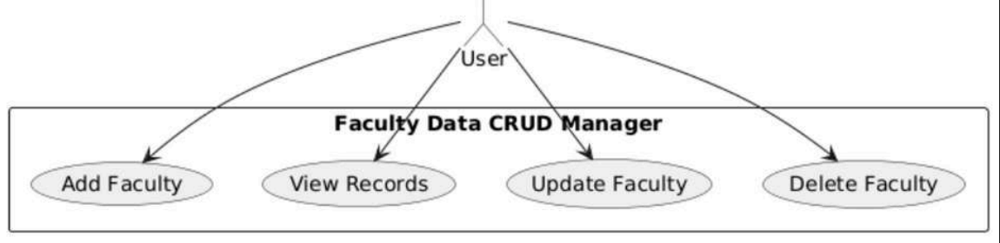 User
Faculty Data CRUD Manager
Add Faculty View Records Update Faculty Delete Faculty